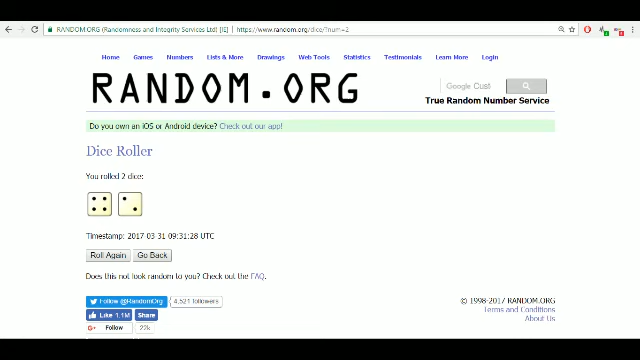 RANDOM.ORG (Randomness and Integrity Services Ltd) [IE] https://www.random.org/dice/?num=2
Home Games Numbers Lists & More Drawings Web Tools Statistics Testimonials Learn More Login
RANDOM.ORG
Google Cust
True Random Number Service
Do you own an iOS or Android device? Check out our app!
Dice Roller
You rolled 2 dice:
Timestamp: 2017-03-31 09:31:28 UTC
Roll Again Go Back
Does this not look random to you? Check out the FAQ.
Follow @RandomOrg 4,521 followers
© 1998-2017 RANDOM.ORG
Like 1.1M Share
Terms and Conditions
G+ Follow 22k
About Us